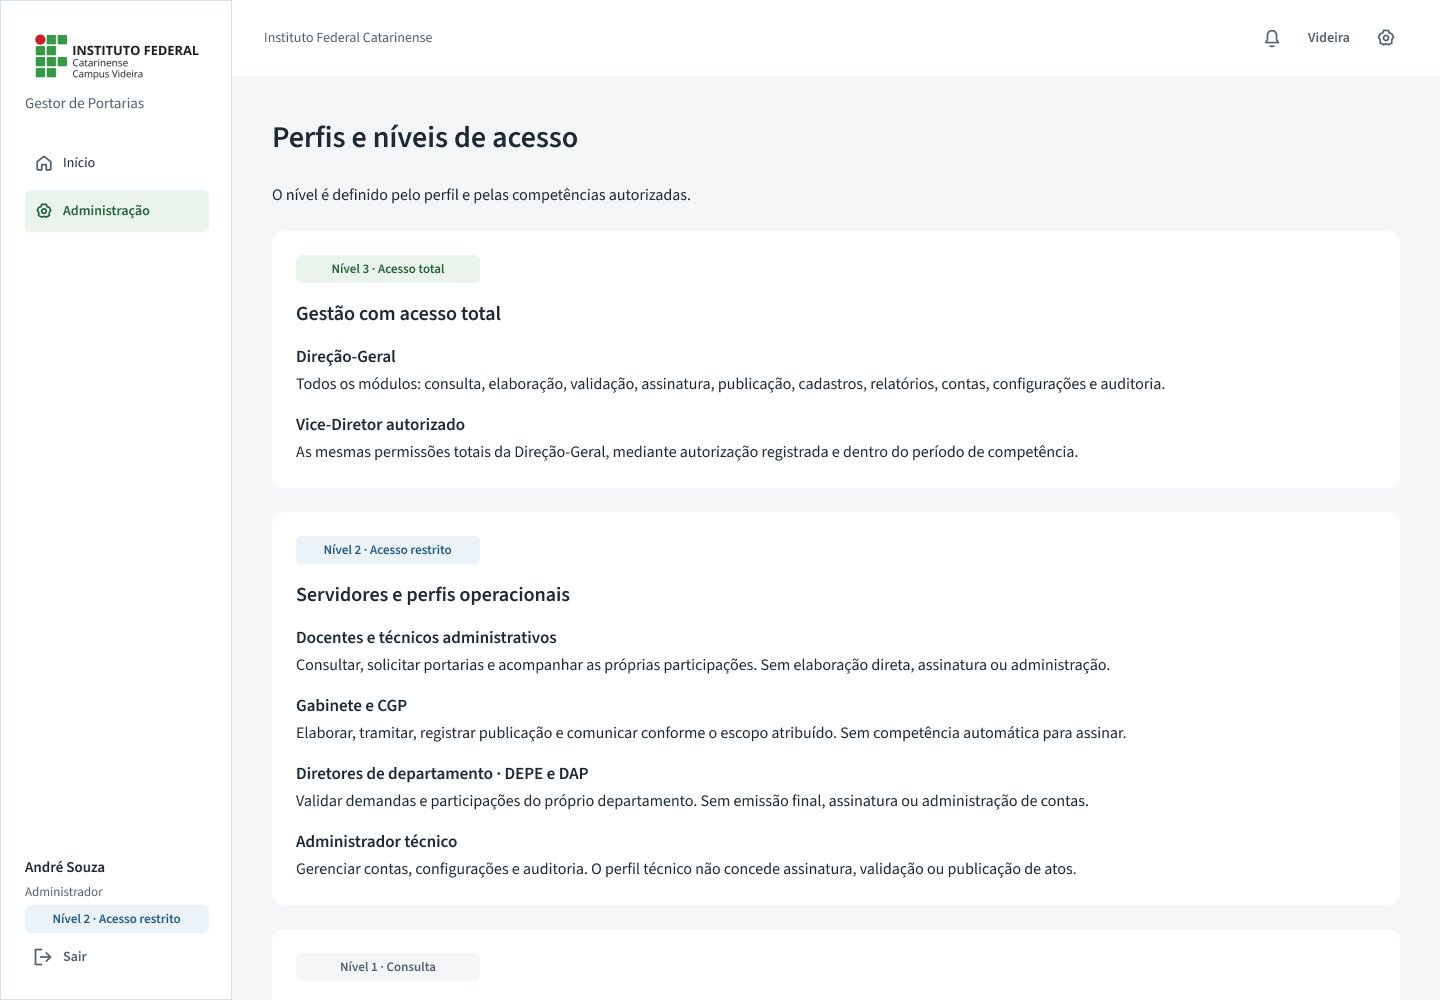 INSTITUTO FEDERAL
Catarinense
Campus Videira
Gestor de Portarias
Início
Administração
André Souza
Administrador
Nível 2 · Acesso restrito
Sair
Instituto Federal Catarinense
Videira
Perfis e níveis de acesso
O nível é definido pelo perfil e pelas competências autorizadas.
Nível 3 · Acesso total
Gestão com acesso total
Direção-Geral
Todos os módulos: consulta, elaboração, validação, assinatura, publicação, cadastros, relatórios, contas, configurações e auditoria.
Vice-Diretor autorizado
As mesmas permissões totais da Direção-Geral, mediante autorização registrada e dentro do período de competência.
Nível 2 · Acesso restrito
Servidores e perfis operacionais
Docentes e técnicos administrativos
Consultar, solicitar portarias e acompanhar as próprias participações. Sem elaboração direta, assinatura ou administração.
Gabinete e CGP
Elaborar, tramitar, registrar publicação e comunicar conforme o escopo atribuído. Sem competência automática para assinar.
Diretores de departamento · DEPE e DAP
Validar demandas e participações do próprio departamento. Sem emissão final, assinatura ou administração de contas.
Administrador técnico
Gerenciar contas, configurações e auditoria. O perfil técnico não concede assinatura, validação ou publicação de atos.
Nível 1 · Consulta